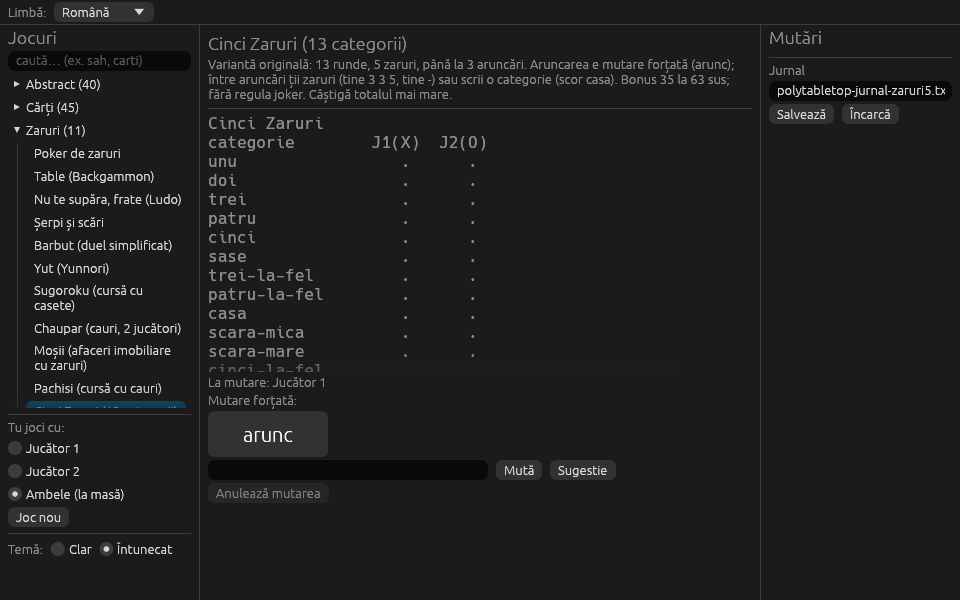 Limbă: Română
Jocuri
caută... (ex. sah, carti)
Abstract (40)
Cărți (45)
Zaruri (11)
Poker de zaruri
Table (Backgammon)
Nu te supăra, frate (Ludo)
Șerpi și scări
Barbut (duel simplificat)
Yut (Yunnori)
Sugoroku (cursă cu
casete)
Chaupar (cauri, 2 jucători)
Moșii (afaceri imobiliare
cu zaruri)
Pachisi (cursă cu cauri)
Tu joci cu:
Jucător 1
Jucător 2
Ambele (la masă)
Joc nou
Temă: Clar Întunecat
Cinci Zaruri (13 categorii)
Variantă originală: 13 runde, 5 zaruri, până la 3 aruncări. Aruncarea e mutare forțată (arunc);
între aruncări ții zaruri (tine 3 3 5, tine -) sau scrii o categorie (scor casa). Bonus 35 la 63 sus;
fără regula joker. Câștigă totalul mai mare.
Cinci Zaruri
categorie J1(X) J2(O)
unu . .
doi . .
trei . .
patru . .
cinci . .
sase . .
trei-la-fel . .
patru-la-fel . .
casa . .
scara-mica . .
scara-mare . .
cinci-la-fel
La mutare: Jucător 1
Mutare forțată:
arunc
Mută Sugestie
Anulează mutarea
Mutări
Jurnal
polytabletop-jurnal-zaruri5.tx
Salvează Încarcă